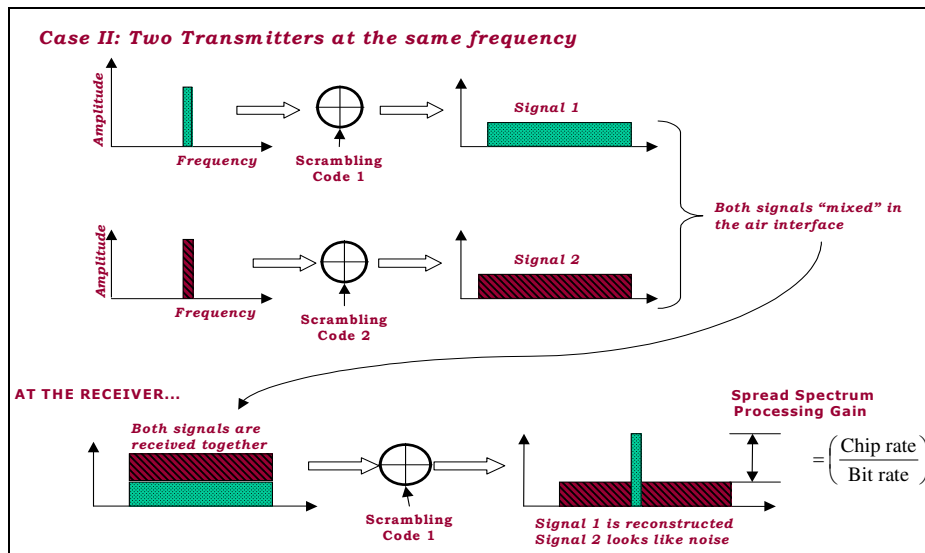 Case II: Two Transmitters at the same frequency
Amplitude
Frequency
Scrambling
Code 1
Signal 1
Both signals “mixed” in
the air interface
Amplitude
Frequency
Scrambling
Code 2
Signal 2
AT THE RECEIVER...
Both signals are
received together
Scrambling
Code 1
Signal 1 is reconstructed
Signal 2 looks like noise
Spread Spectrum
Processing Gain
= (Chip rate
Bit rate)